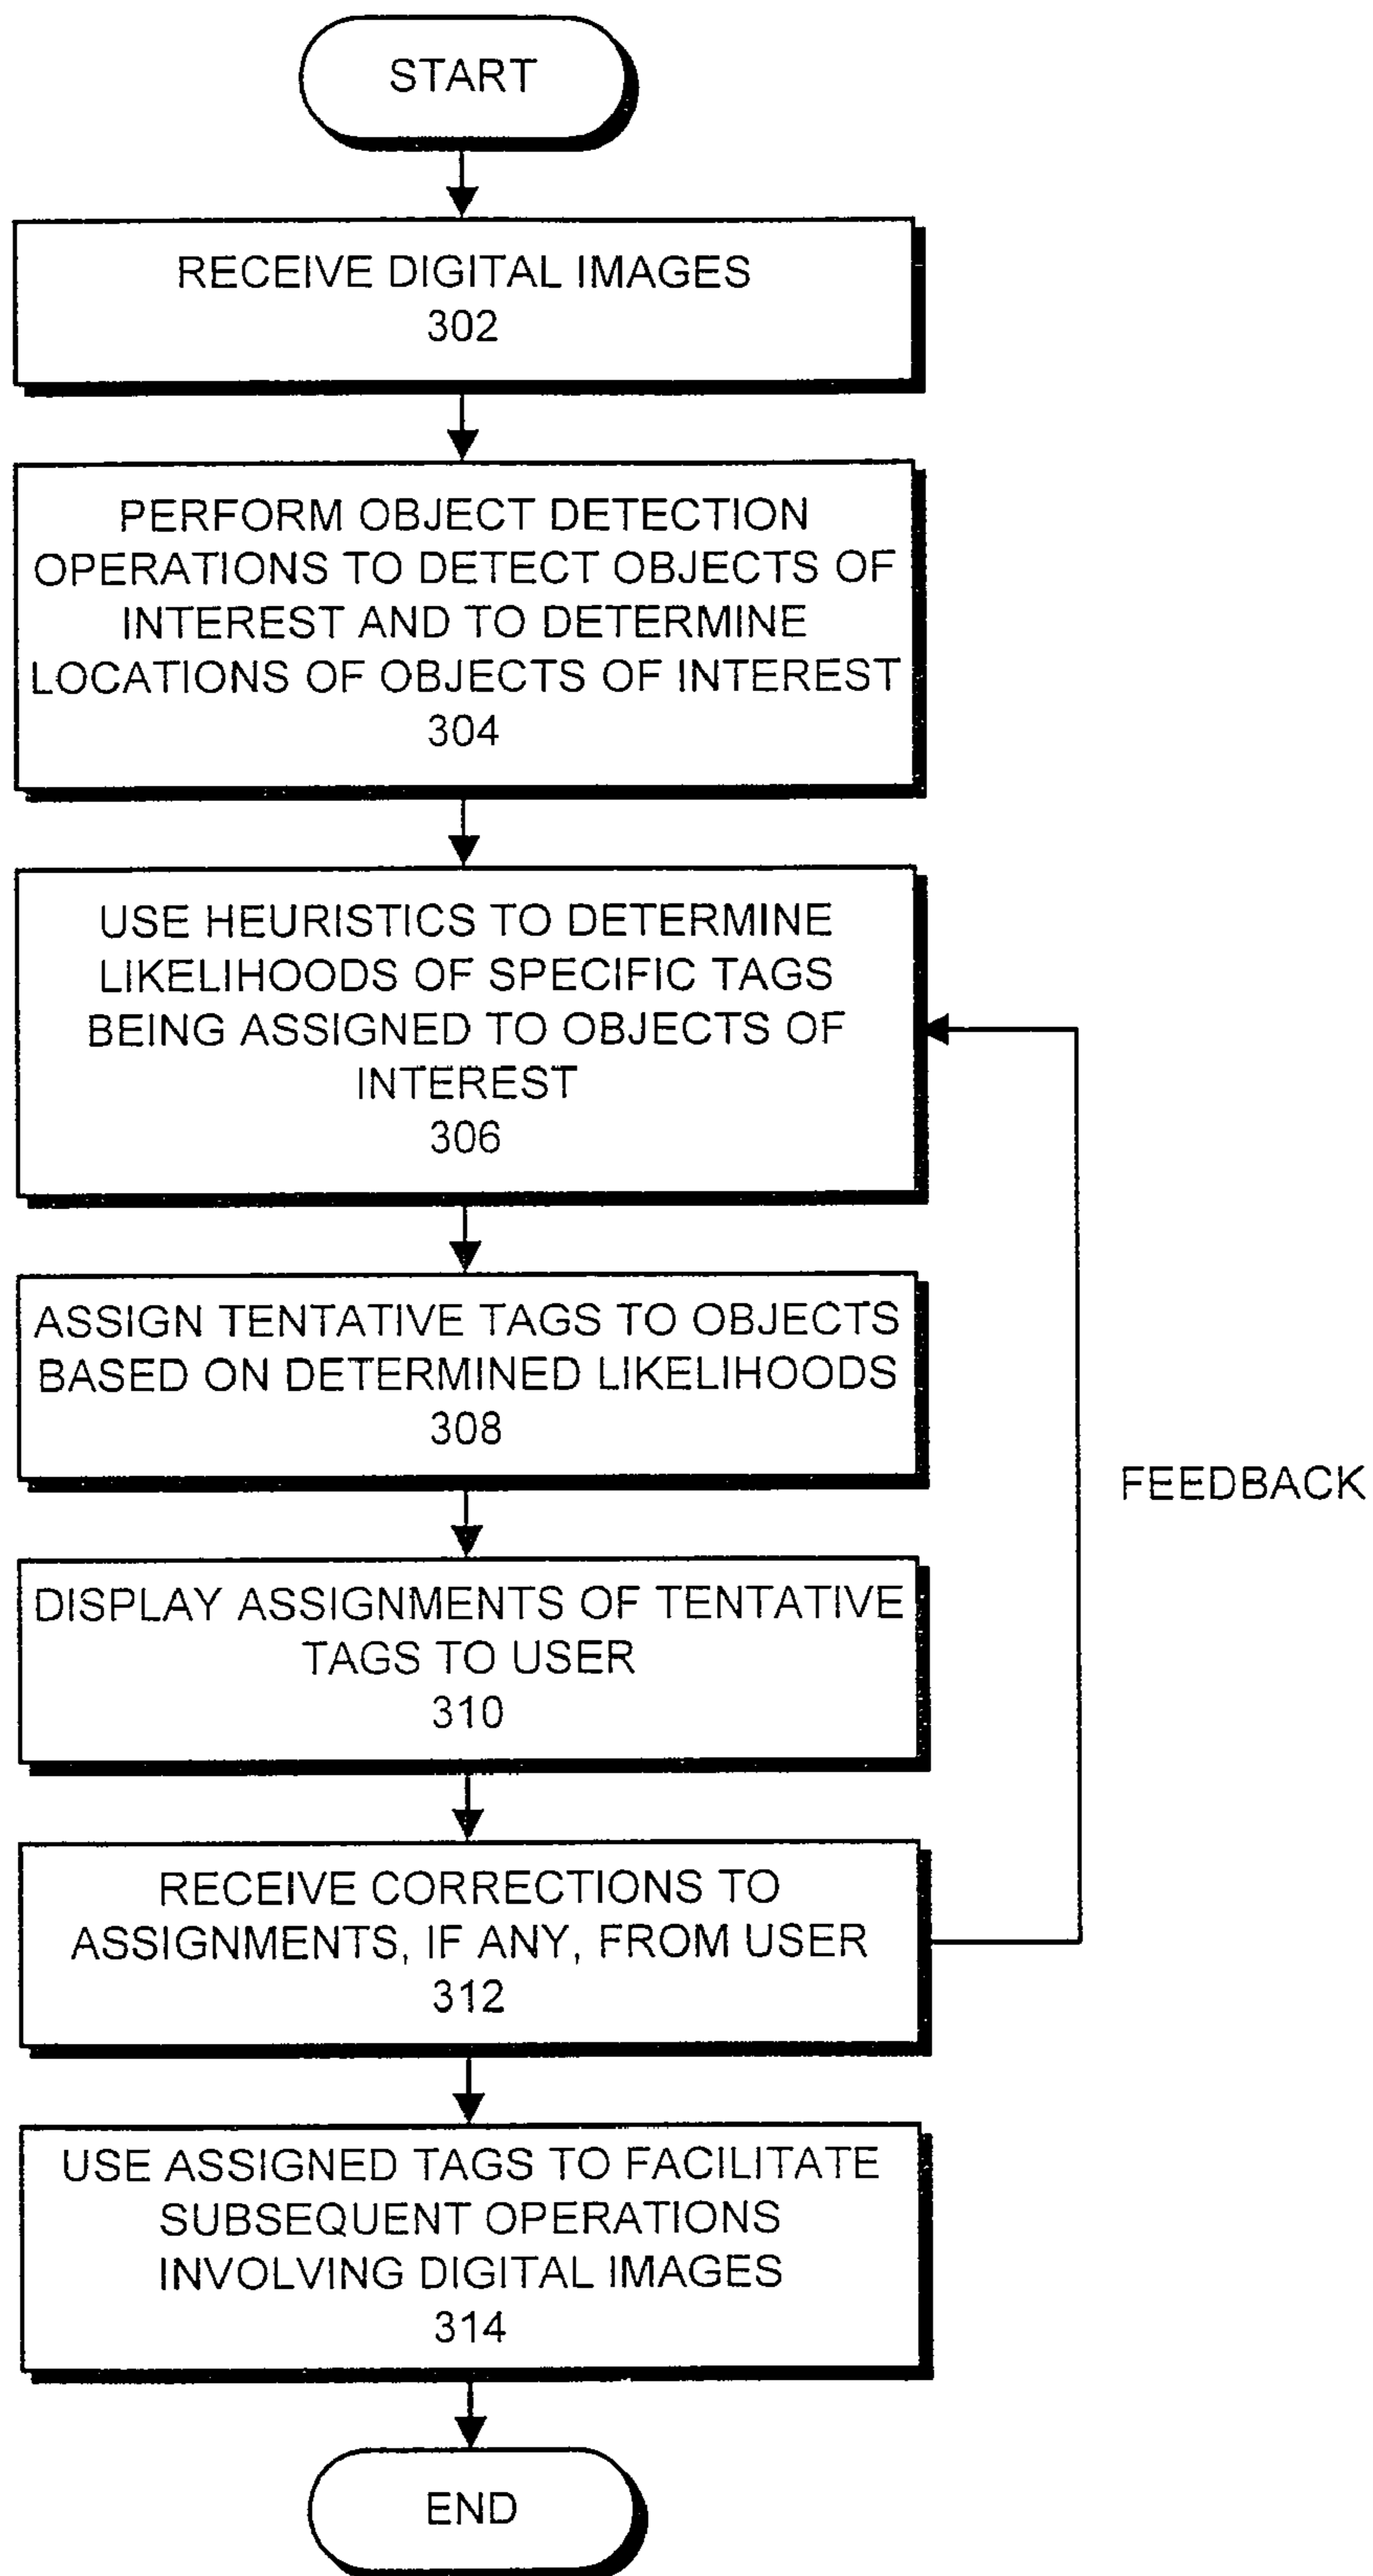 START
RECEIVE DIGITAL IMAGES
302
PERFORM OBJECT DETECTION
OPERATIONS TO DETECT OBJECTS OF
INTEREST AND TO DETERMINE
LOCATIONS OF OBJECTS OF INTEREST
304
USE HEURISTICS TO DETERMINE
LIKELIHOODS OF SPECIFIC TAGS
BEING ASSIGNED TO OBJECTS OF
INTEREST
306
ASSIGN TENTATIVE TAGS TO OBJECTS
BASED ON DETERMINED LIKELIHOODS
308
FEEDBACK
DISPLAY ASSIGNMENTS OF TENTATIVE
TAGS TO USER
310
RECEIVE CORRECTIONS TO
ASSIGNMENTS, IF ANY, FROM USER
312
USE ASSIGNED TAGS TO FACILITATE
SUBSEQUENT OPERATIONS
INVOLVING DIGITAL IMAGES
314
END